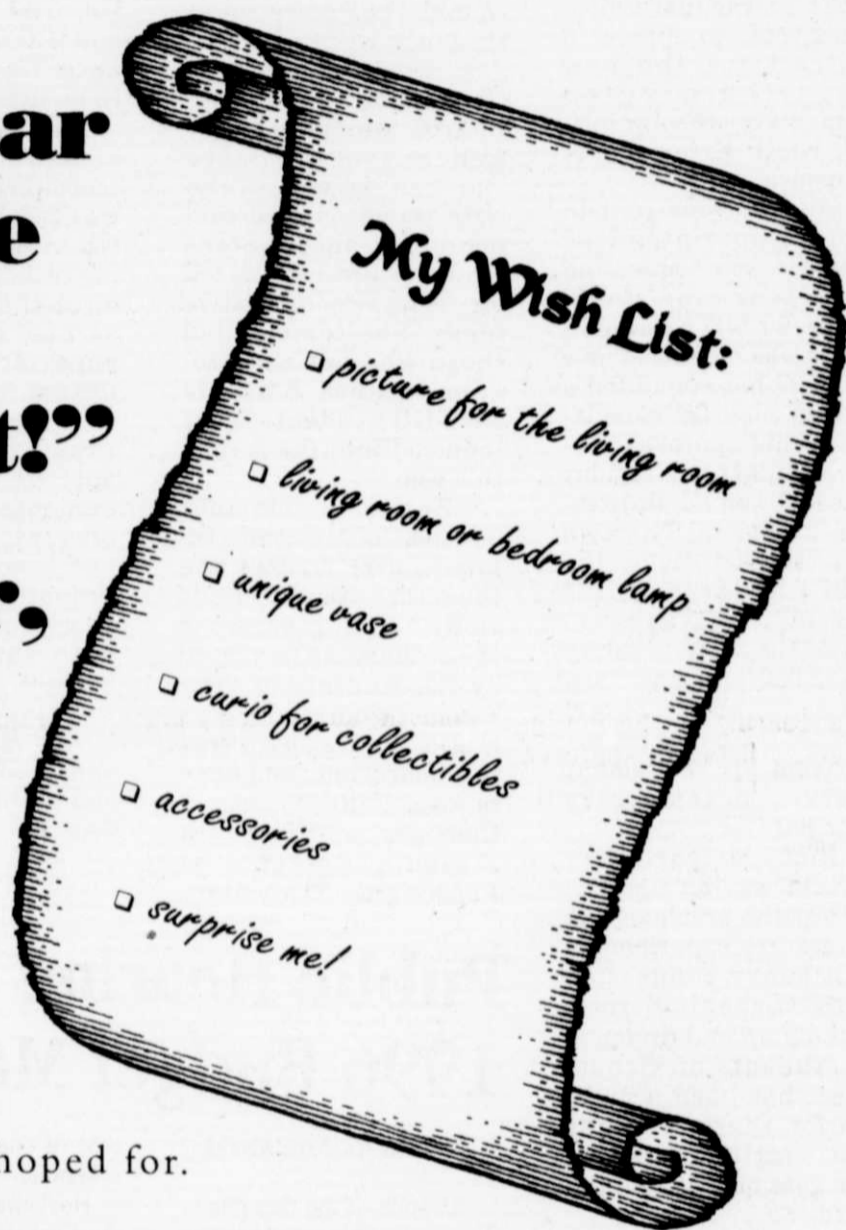 ar
e
t!”
,
My Wish List:
❑ picture for the living room
❑ living room or bedroom lamp
❑ unique vase
❑ curio for collectibles
❑ accessories
❑ surprise me!
hoped for.